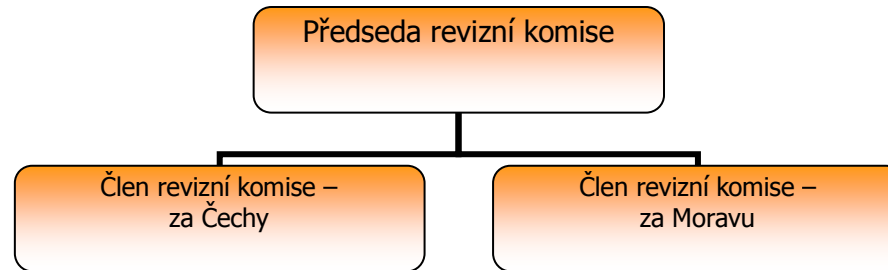 Předseda revizní komise
Člen revizní komise –
za Čechy
Člen revizní komise –
za Moravu